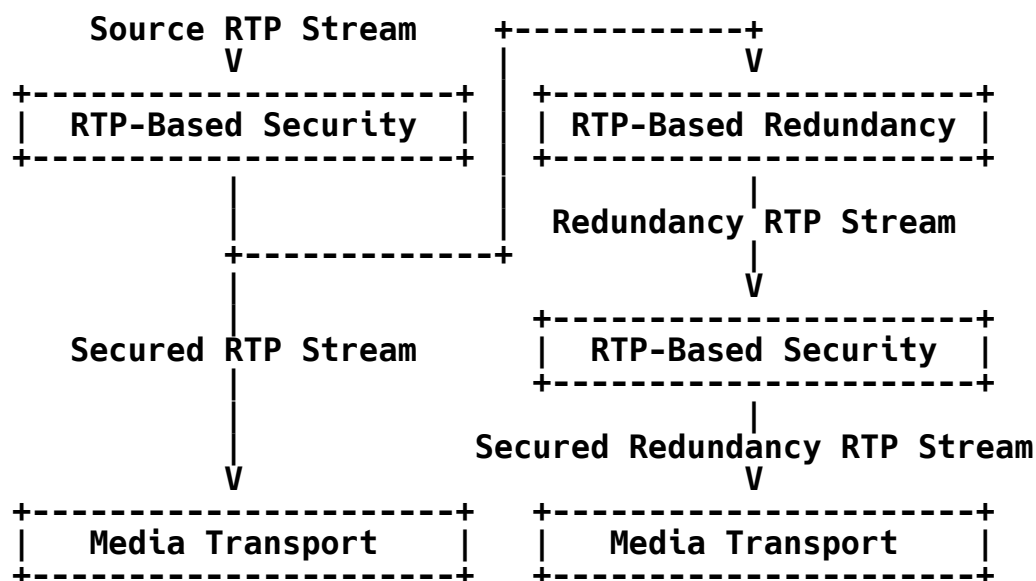 Source RTP Stream
RTP-Based Security
RTP-Based Redundancy
Redundancy RTP Stream
Secured RTP Stream
RTP-Based Security
Secured Redundancy RTP Stream
Media Transport
Media Transport